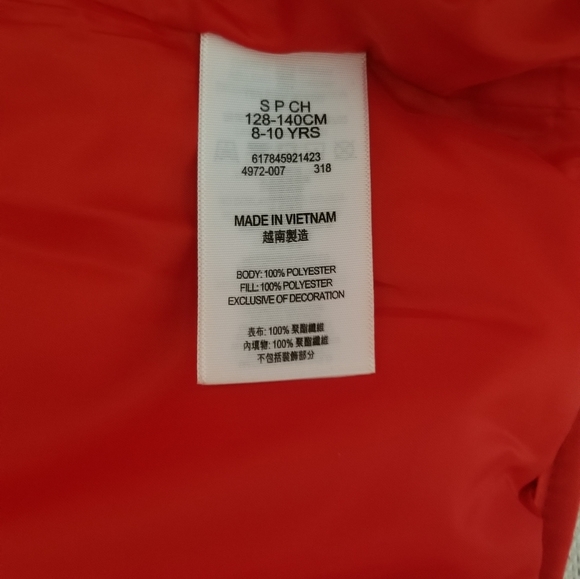 S P CH
128-140CM
8-10 YRS
617845921423
4972-007 318
MADE IN VIETNAM
越南製造
BODY: 100% POLYESTER
FILL: 100% POLYESTER
EXCLUSIVE OF DECORATION
表布: 100% 聚酯纖維
內填物: 100% 聚酯纖維
不包括裝飾部分